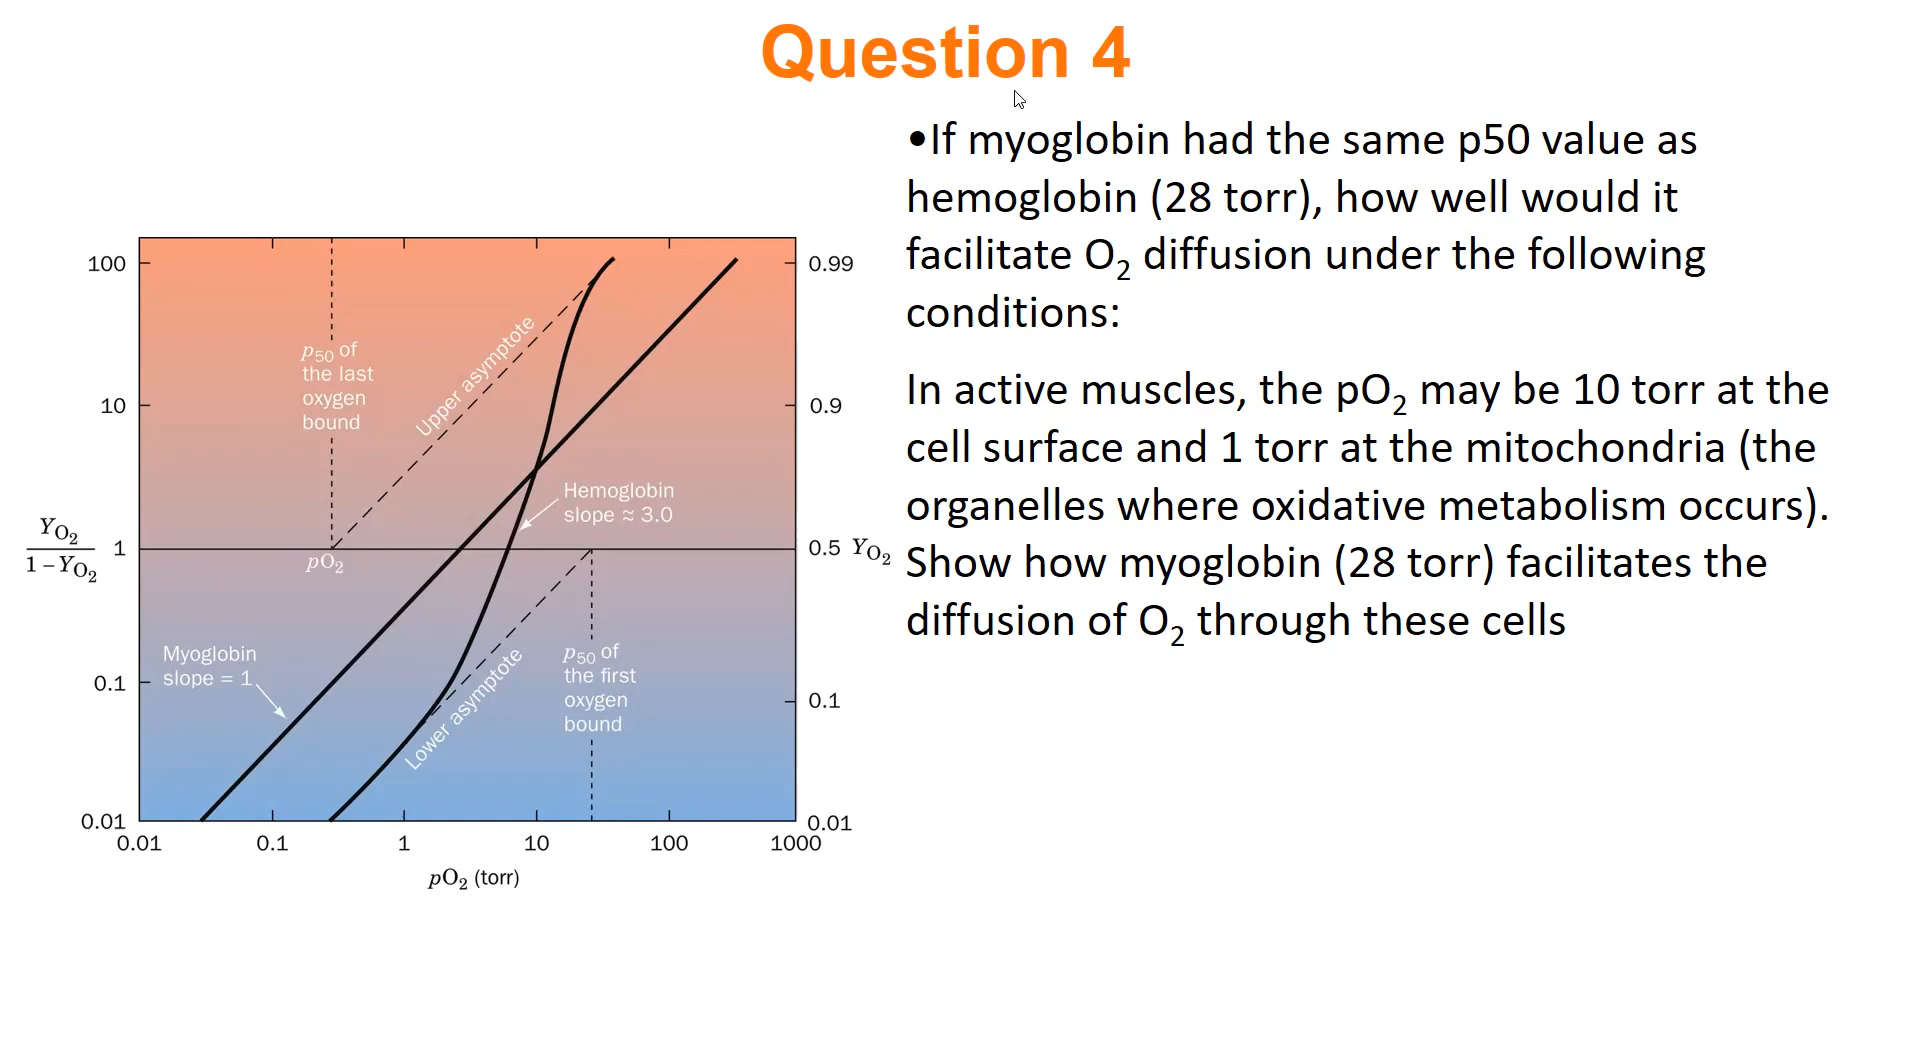 Question 4
•If myoglobin had the same p50 value as
hemoglobin (28 torr), how well would it
facilitate O₂ diffusion under the following
conditions:
In active muscles, the pO₂ may be 10 torr at the
cell surface and 1 torr at the mitochondria (the
organelles where oxidative metabolism occurs).
Show how myoglobin (28 torr) facilitates the
diffusion of O₂ through these cells
100
10
1
0.1
0.01
Y_O₂
1 – Y_O₂
0.99
0.9
0.5 Y_O₂
0.1
0.01
p₅₀ of
the last
oxygen
bound
Upper asymptote
pO₂
Hemoglobin
slope ≈ 3.0
Myoglobin
slope = 1
Lower asymptote
p₅₀ of
the first
oxygen
bound
0.01 0.1 1 10 100 1000
pO₂ (torr)